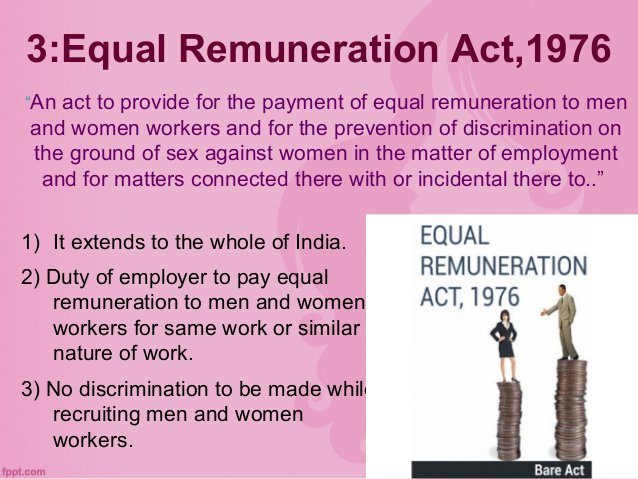 3:Equal Remuneration Act,1976
“An act to provide for the payment of equal remuneration to men
and women workers and for the prevention of discrimination on
the ground of sex against women in the matter of employment
and for matters connected there with or incidental there to..”
1) It extends to the whole of India.
2) Duty of employer to pay equal
remuneration to men and women
workers for same work or similar
nature of work.
3) No discrimination to be made while
recruiting men and women
workers.
EQUAL
REMUNERATION
ACT, 1976
Bare Act
fppt.com